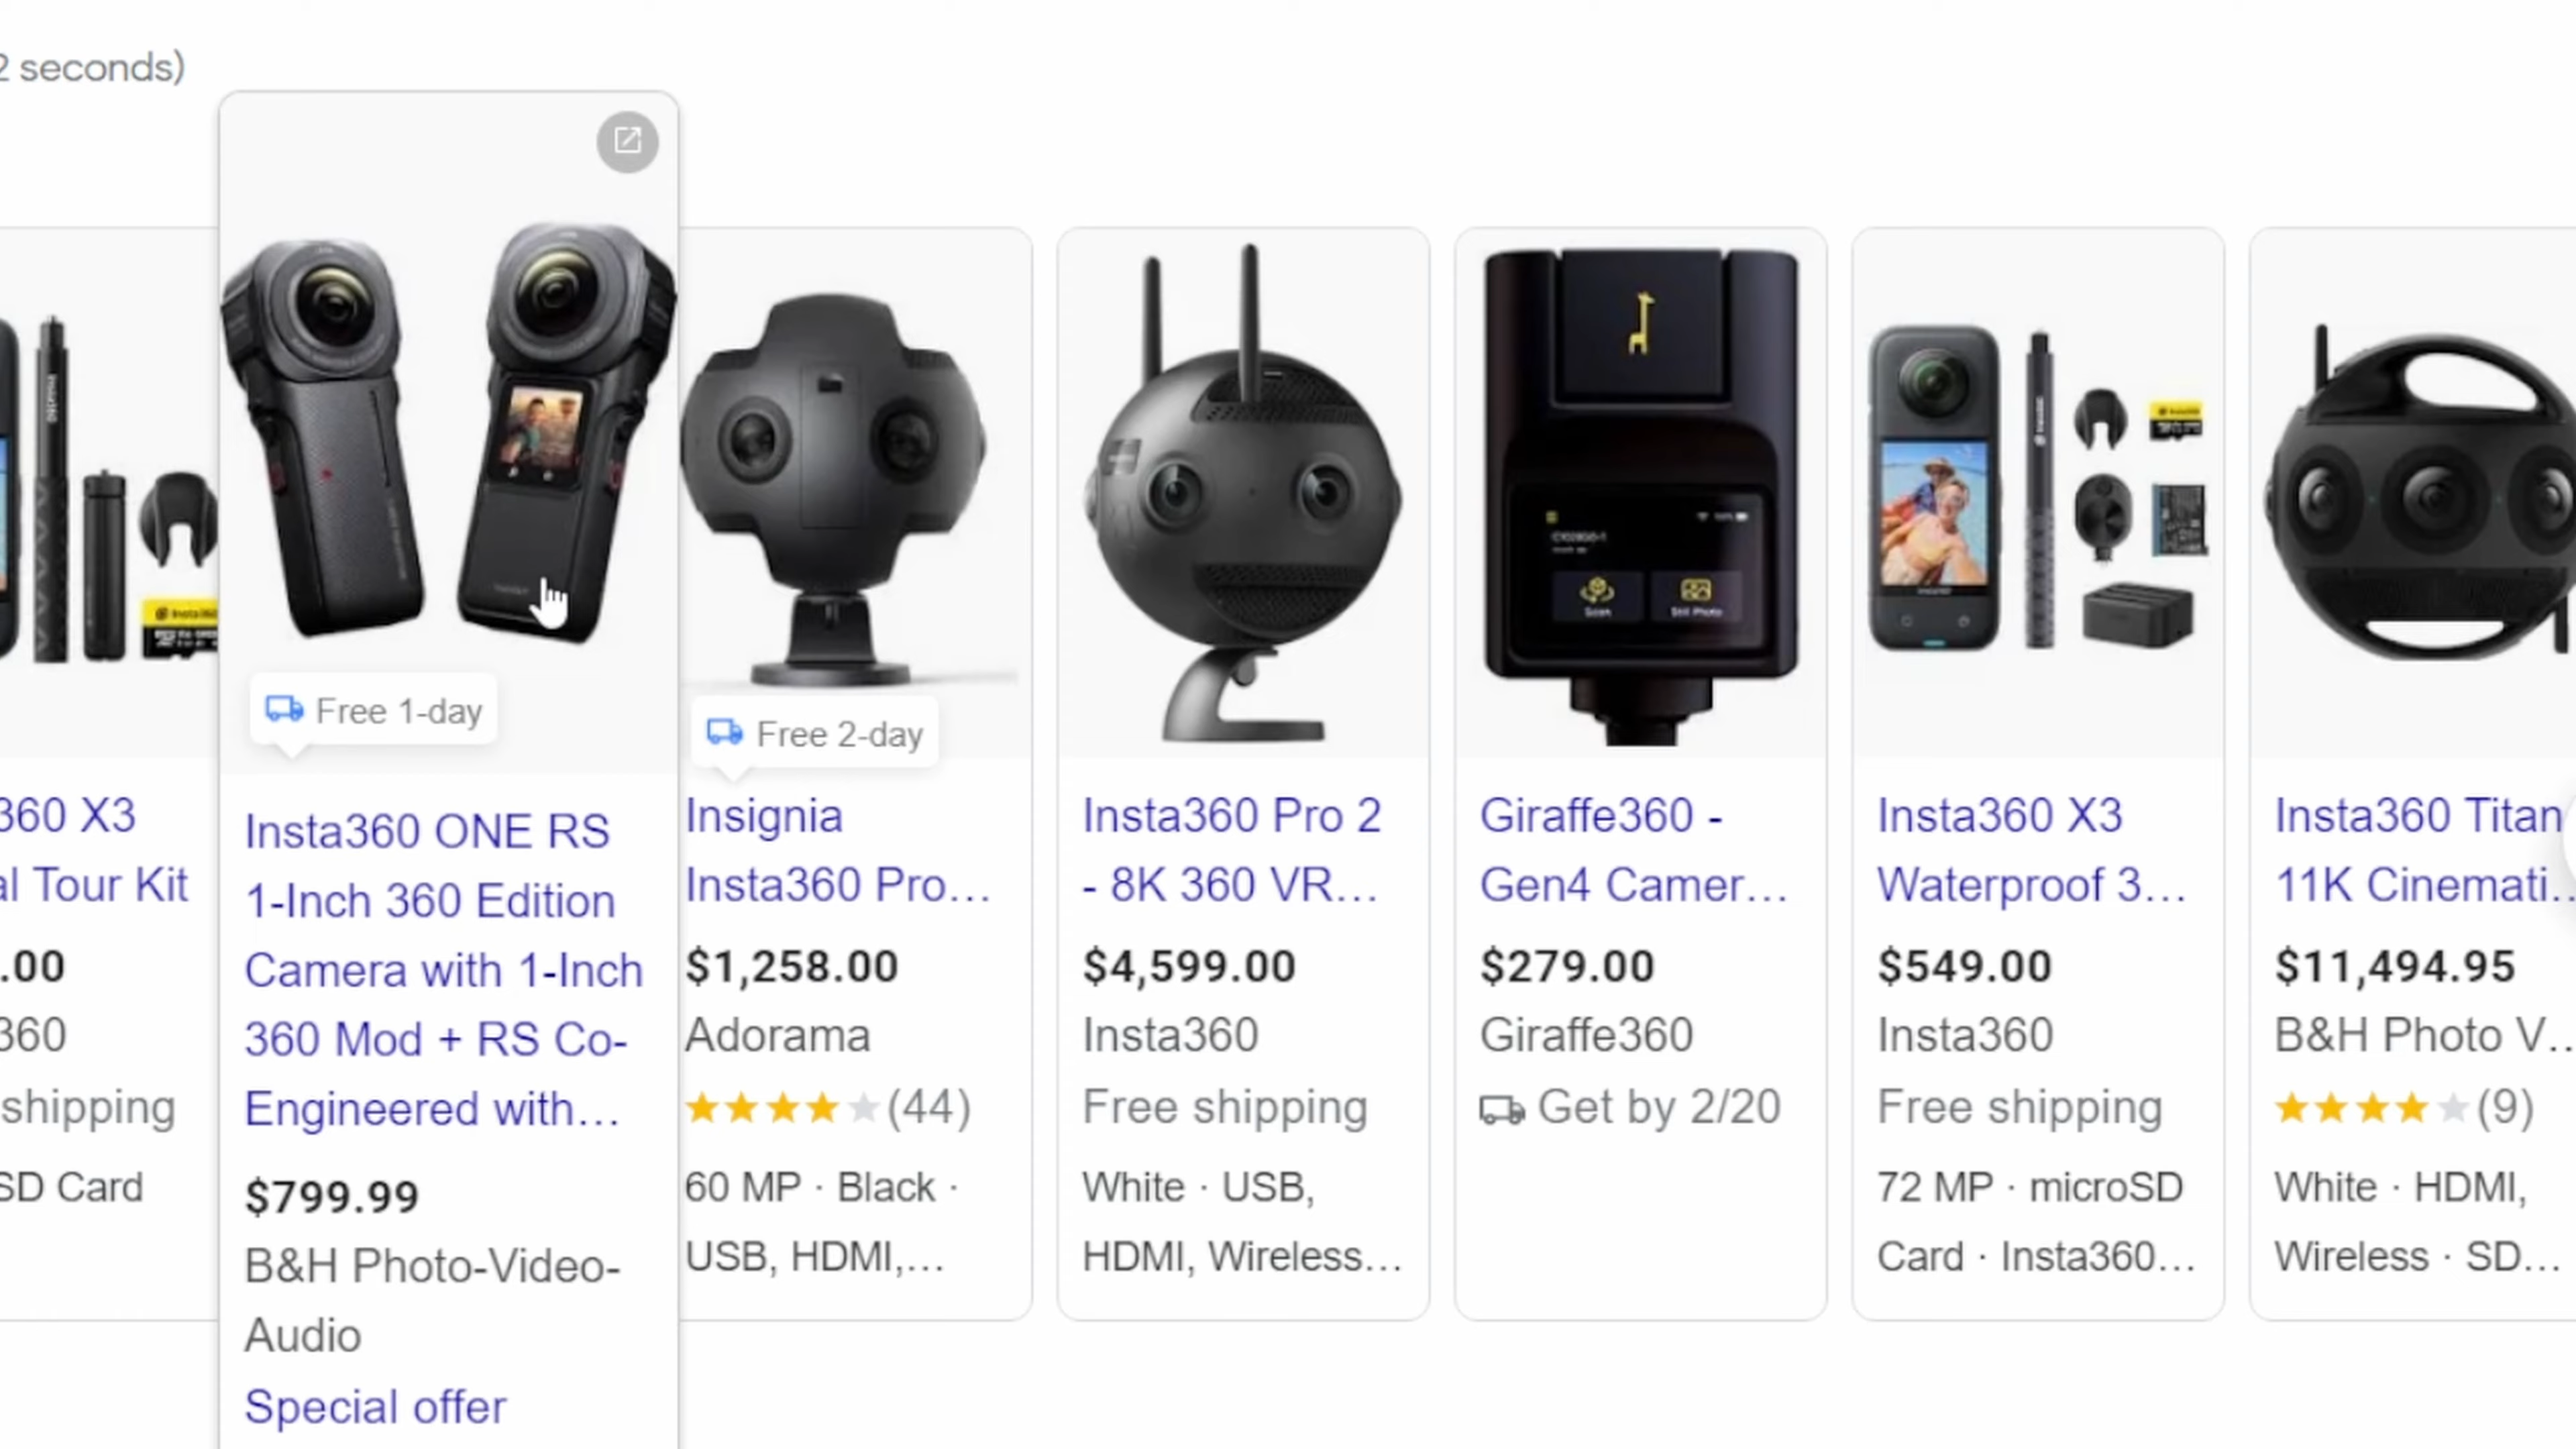 2 seconds)
360 X3
al Tour Kit
.00
360
shipping
SD Card
Insta360
Free 1-day
Insta360 ONE RS
1-Inch 360 Edition
Camera with 1-Inch
360 Mod + RS Co-
Engineered with...
$799.99
B&H Photo-Video-
Audio
Special offer
Free 2-day
Insignia
Insta360 Pro...
$1,258.00
Adorama
(44)
60 MP · Black ·
USB, HDMI,...
Insta360 Pro 2
- 8K 360 VR...
$4,599.00
Insta360
Free shipping
White · USB,
HDMI, Wireless...
Scan
Still Photo
Giraffe360 -
Gen4 Camer...
$279.00
Giraffe360
Get by 2/20
Insta360 X3
Waterproof 3...
$549.00
Insta360
Free shipping
72 MP · microSD
Card · Insta360...
Insta360 Titan
11K Cinemati...
$11,494.95
B&H Photo V...
(9)
White · HDMI,
Wireless · SD...